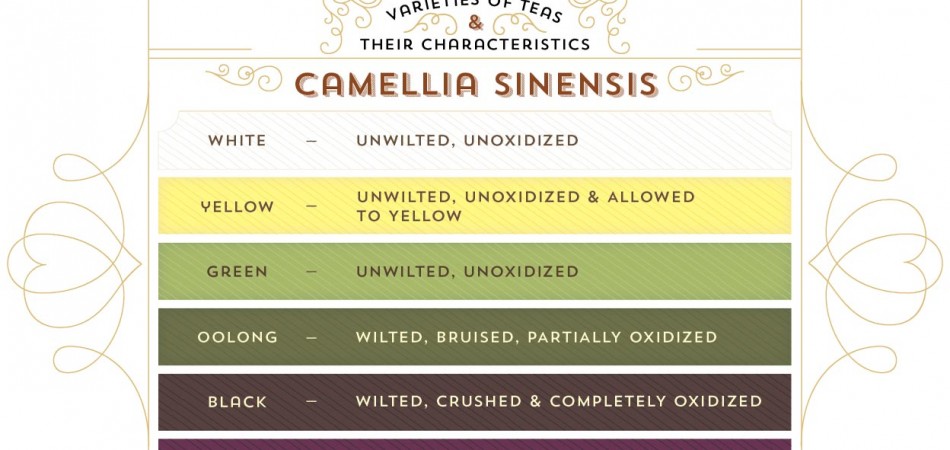 VARIETIES OF TEAS
&
THEIR CHARACTERISTICS
CAMELLIA SINENSIS
WHITE – UNWILTED, UNOXIDIZED
YELLOW – UNWILTED, UNOXIDIZED & ALLOWED
TO YELLOW
GREEN – UNWILTED, UNOXIDIZED
OOLONG – WILTED, BRUISED, PARTIALLY OXIDIZED
BLACK – WILTED, CRUSHED & COMPLETELY OXIDIZED